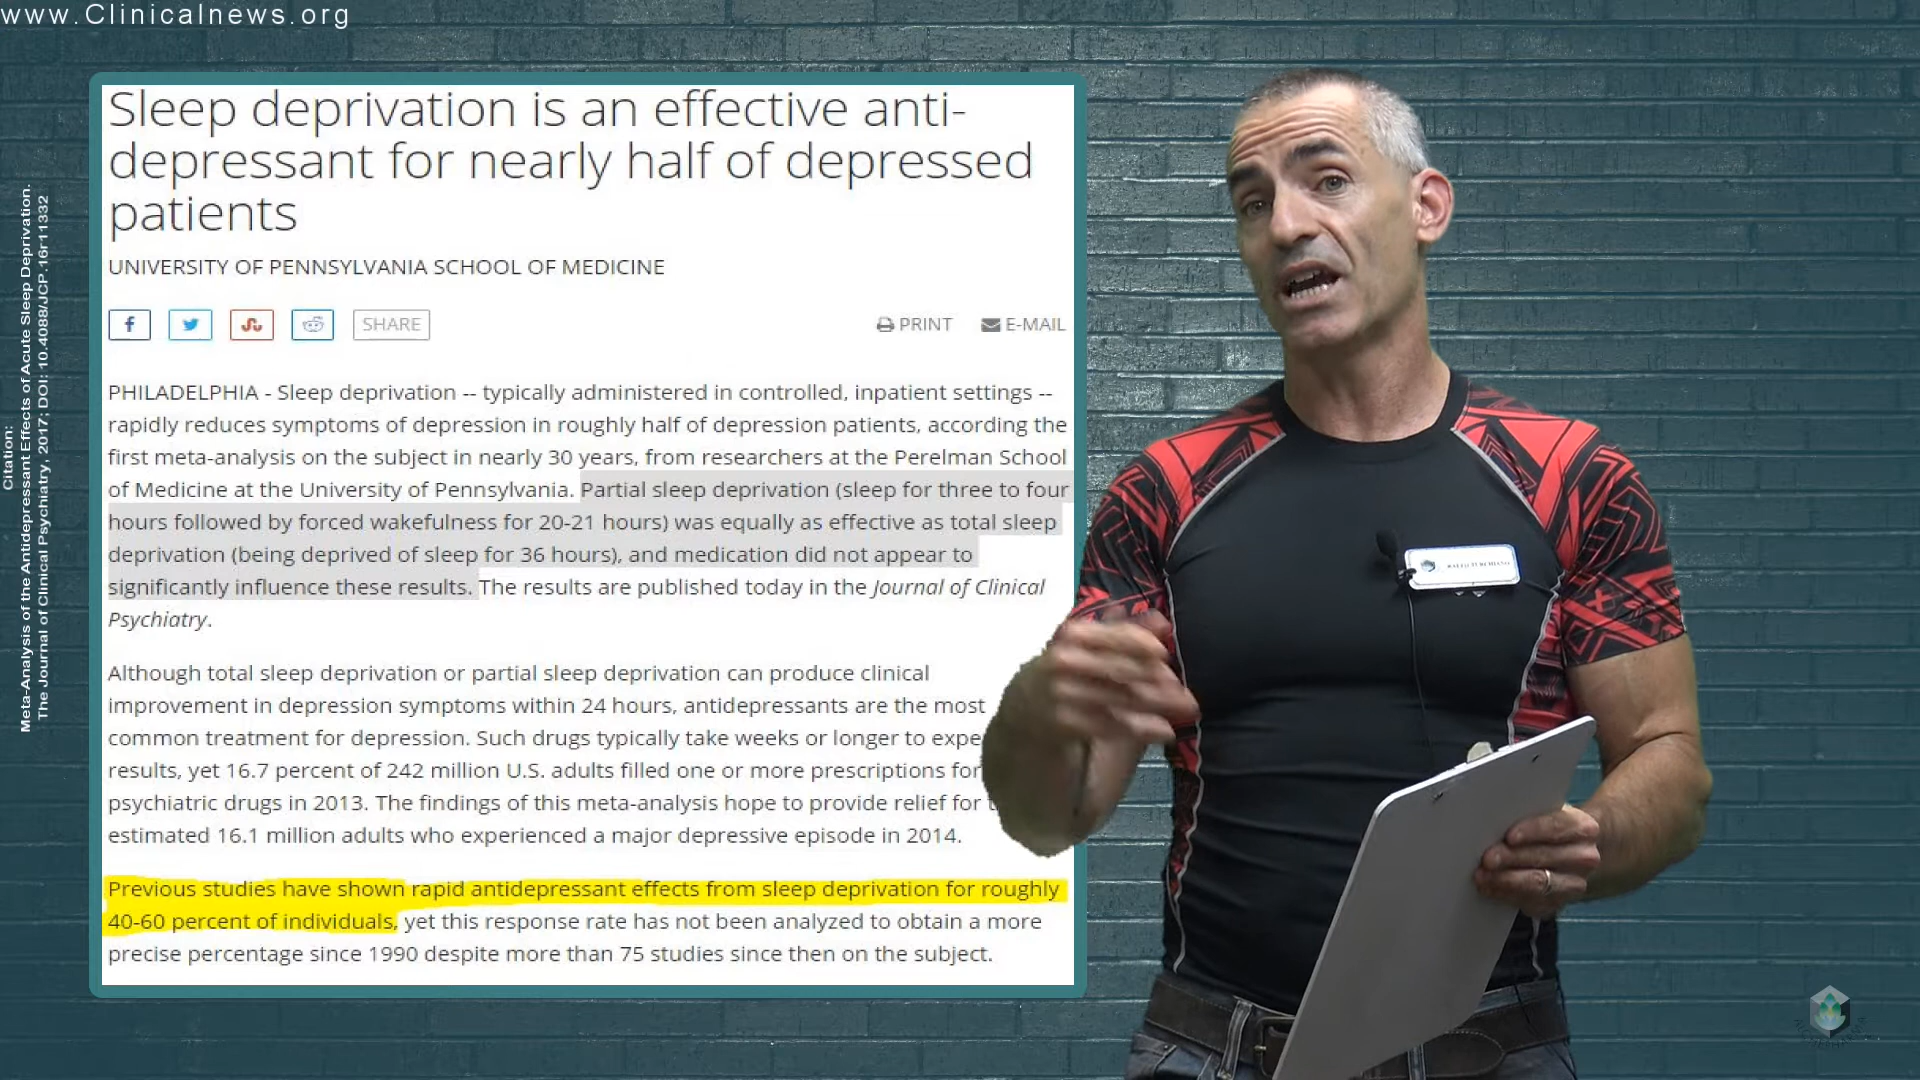 www.Clinicalnews.org
Citation:
Meta-Analysis of the Antidepressant Effects of Acute Sleep Deprivation.
The Journal of Clinical Psychiatry, 2017; DOI: 10.4088/JCP.16r11332
Sleep deprivation is an effective anti-
depressant for nearly half of depressed
patients
UNIVERSITY OF PENNSYLVANIA SCHOOL OF MEDICINE
f SHARE PRINT E-MAIL
PHILADELPHIA - Sleep deprivation -- typically administered in controlled, inpatient settings --
rapidly reduces symptoms of depression in roughly half of depression patients, according the
first meta-analysis on the subject in nearly 30 years, from researchers at the Perelman School
of Medicine at the University of Pennsylvania. Partial sleep deprivation (sleep for three to four
hours followed by forced wakefulness for 20-21 hours) was equally as effective as total sleep
deprivation (being deprived of sleep for 36 hours), and medication did not appear to
significantly influence these results. The results are published today in the Journal of Clinical
Psychiatry.
Although total sleep deprivation or partial sleep deprivation can produce clinical
improvement in depression symptoms within 24 hours, antidepressants are the most
common treatment for depression. Such drugs typically take weeks or longer to expe
results, yet 16.7 percent of 242 million U.S. adults filled one or more prescriptions for
psychiatric drugs in 2013. The findings of this meta-analysis hope to provide relief for
estimated 16.1 million adults who experienced a major depressive episode in 2014.
Previous studies have shown rapid antidepressant effects from sleep deprivation for roughly
40-60 percent of individuals, yet this response rate has not been analyzed to obtain a more
precise percentage since 1990 despite more than 75 studies since then on the subject.